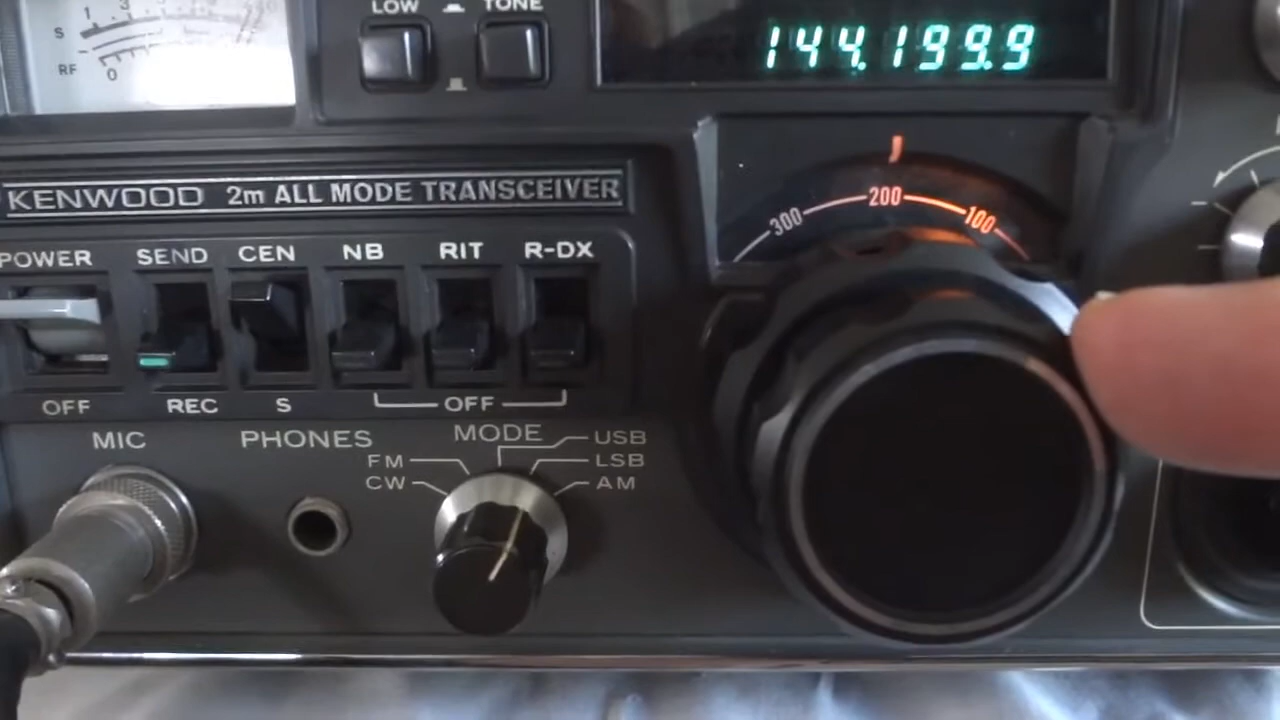 LOW TONE
144.199.9
1 3
S
RF
0
KENWOOD 2m ALL MODE TRANSCEIVER
300 200 100
POWER SEND CEN NB RIT R-DX
OFF REC S OFF
MIC PHONES MODE USB
FM LSB
CW AM